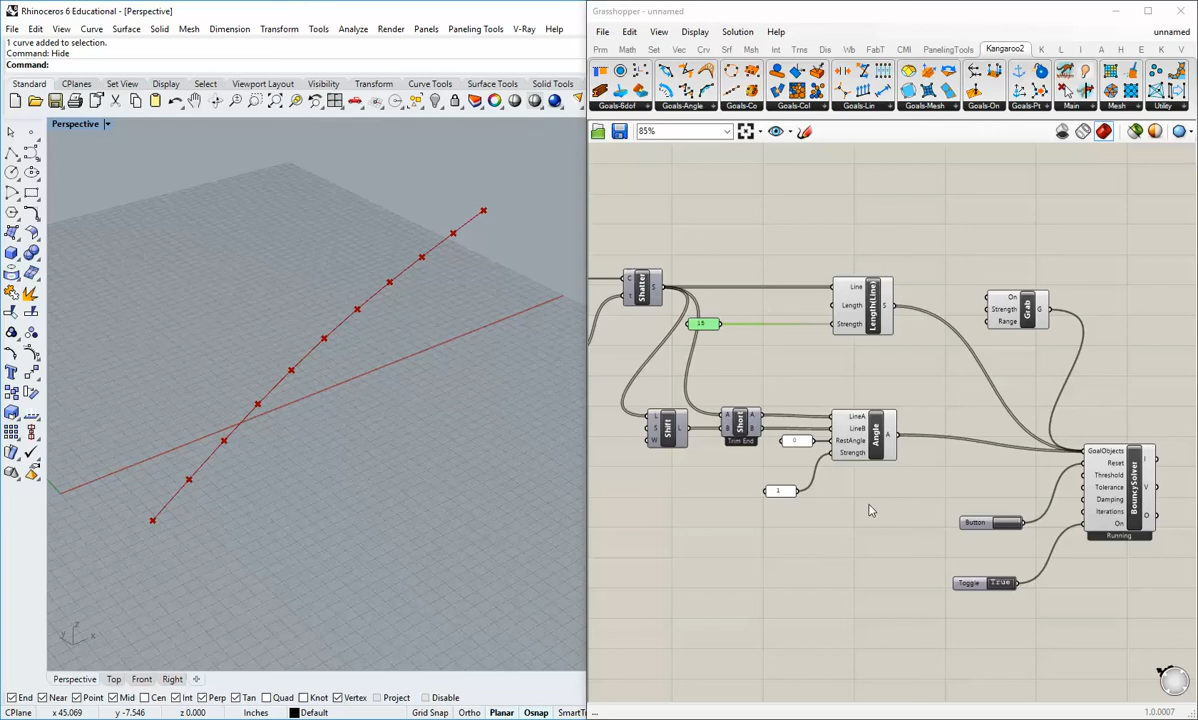 Rhinoceros 6 Educational - [Perspective]
File Edit View Curve Surface Solid Mesh Dimension Transform Tools Analyze Render Panels V-Ray Help
1 curve added to selection.
Command: Hide
Command:
Standard CPlanes Set View Display Select Viewport Layout Visibility Transform Curve Tools Surface Tools Solid Tools
Perspective
z
y x
Perspective Top Front Right
End Near Point Mid Cen Int Perp Tan Quad Knot Vertex Project Disable
CPlane x 45.069 y -7.546 z 0.000 Inches Default Grid Snap Ortho Planar Osnap SmartTr
Grasshopper - unnamed
File Edit View Display Solution Help unnamed
Prm Math Set Vec Crv Srf Msh Int Trns Dis Wb FabT CMI PanelingTools Kangaroo2 K L A M E V
Goals-6dof Goals-Angle Goals-Co Goals-Col Goals-Lin Goals-Mesh Goals-On Goals-Pt Main Mesh Utility
85%
C
t
Shatter
S
Line
Length
Strength
Length(Line)
S
15
On
Strength
Range
Grab
G
L
S
W
Shift
L
A
B
Short
A
B
Trim End
LineA
LineB
RestAngle
Strength
Angle
A
0
1
GoalObjects
Reset
Threshold
Tolerance
Damping
Iterations
On
BouncySolver
I
V
O
Running
Button
Toggle True
...
1.0.0007